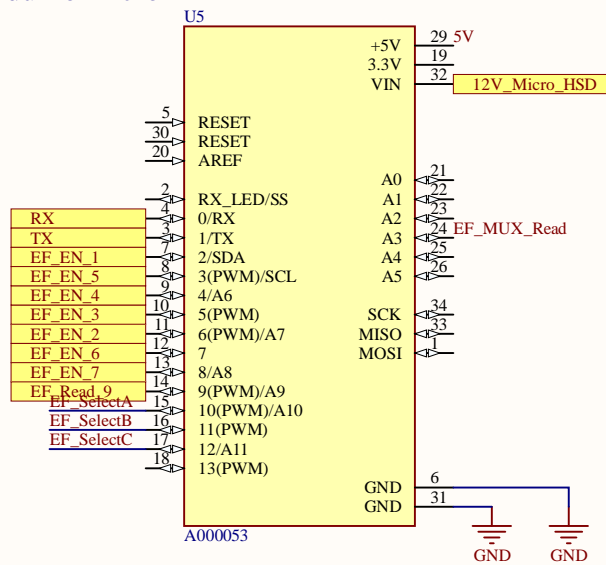 U5
+5V 29 5V
3.3V 19
VIN 32 12V_Micro_HSD
5 RESET
30 RESET
20 AREF
A0 21
2 RX_LED/SS A1 22
RX 4 0/RX A2 23
TX 3 1/TX A3 24 EF_MUX_Read
EF_EN_1 7 2/SDA A4 25
EF_EN_5 8 3(PWM)/SCL A5 26
EF_EN_4 9 4/A6
EF_EN_3 10 5(PWM) SCK 34
EF_EN_2 11 6(PWM)/A7 MISO 33
EF_EN_6 12 7 MOSI 1
EF_EN_7 13 8/A8
EF_Read_9 14 9(PWM)/A9
EF_SelectA 15 10(PWM)/A10
EF_SelectB 16 11(PWM)
EF_SelectC 17 12/A11
18 13(PWM)
GND 6
GND 31
A000053
GND GND